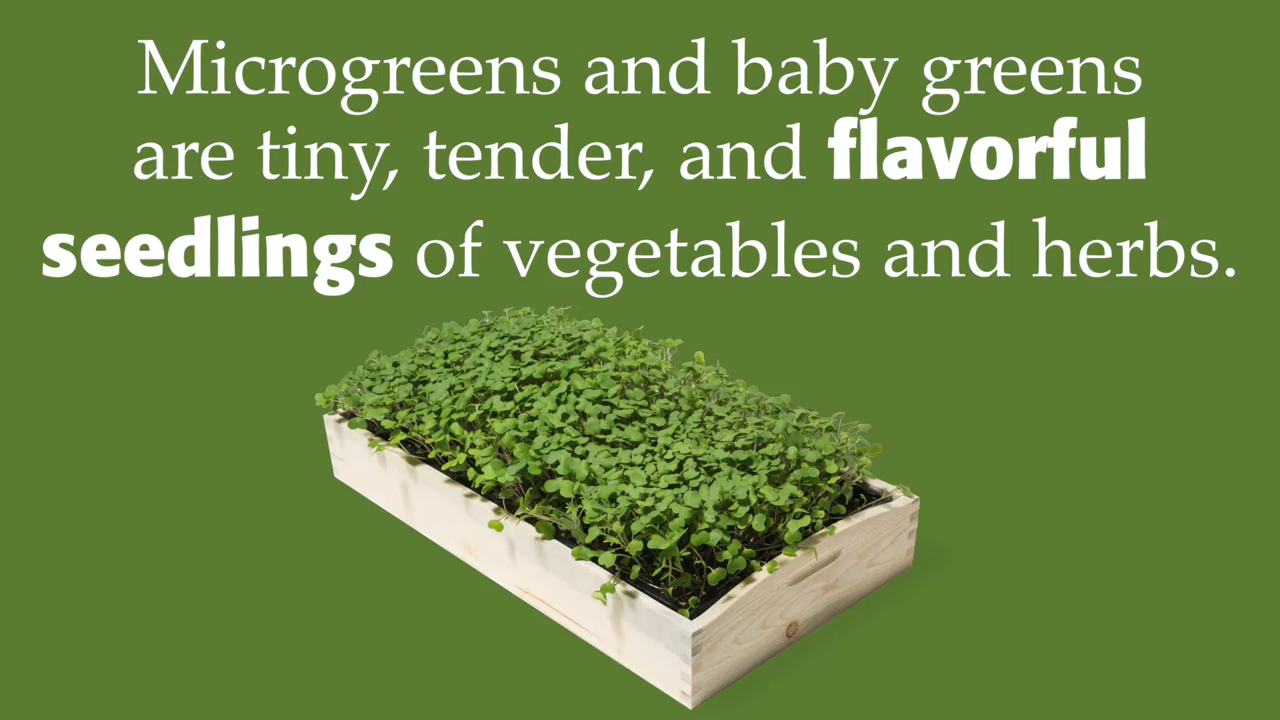 Microgreens and baby greens
are tiny, tender, and flavorful
seedlings of vegetables and herbs.